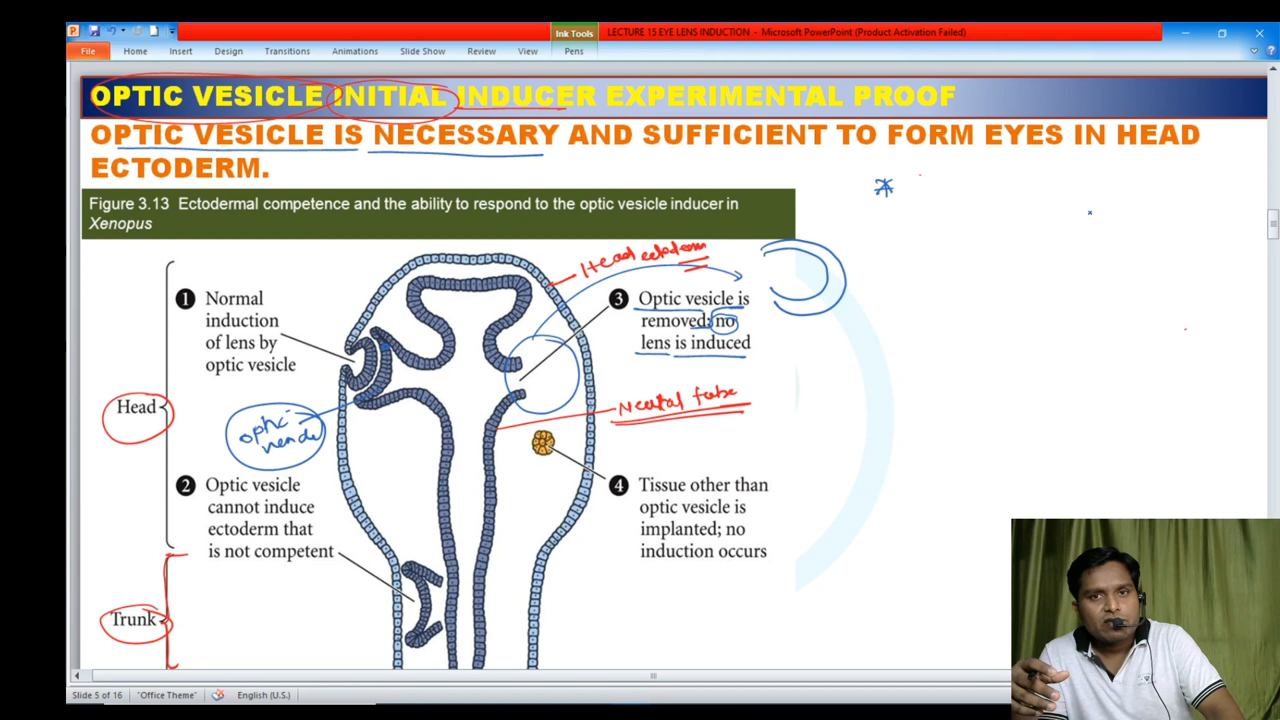 LECTURE 15 EYE LENS INDUCTION - Microsoft PowerPoint (Product Activation Failed)
Ink Tools
File Home Insert Design Transitions Animations Slide Show Review View Pens
OPTIC VESICLE INITIAL INDUCER EXPERIMENTAL PROOF
OPTIC VESICLE IS NECESSARY AND SUFFICIENT TO FORM EYES IN HEAD
ECTODERM.
Figure 3.13 Ectodermal competence and the ability to respond to the optic vesicle inducer in
Xenopus
Head ectoderm
1 Normal
induction
of lens by
optic vesicle
3 Optic vesicle is
removed; no
lens is induced
Head
Neutal tube
optic
2 Optic vesicle
cannot induce
ectoderm that
is not competent
4 Tissue other than
optic vesicle is
implanted; no
induction occurs
Trunk
Slide 5 of 16 "Office Theme" English (U.S.)